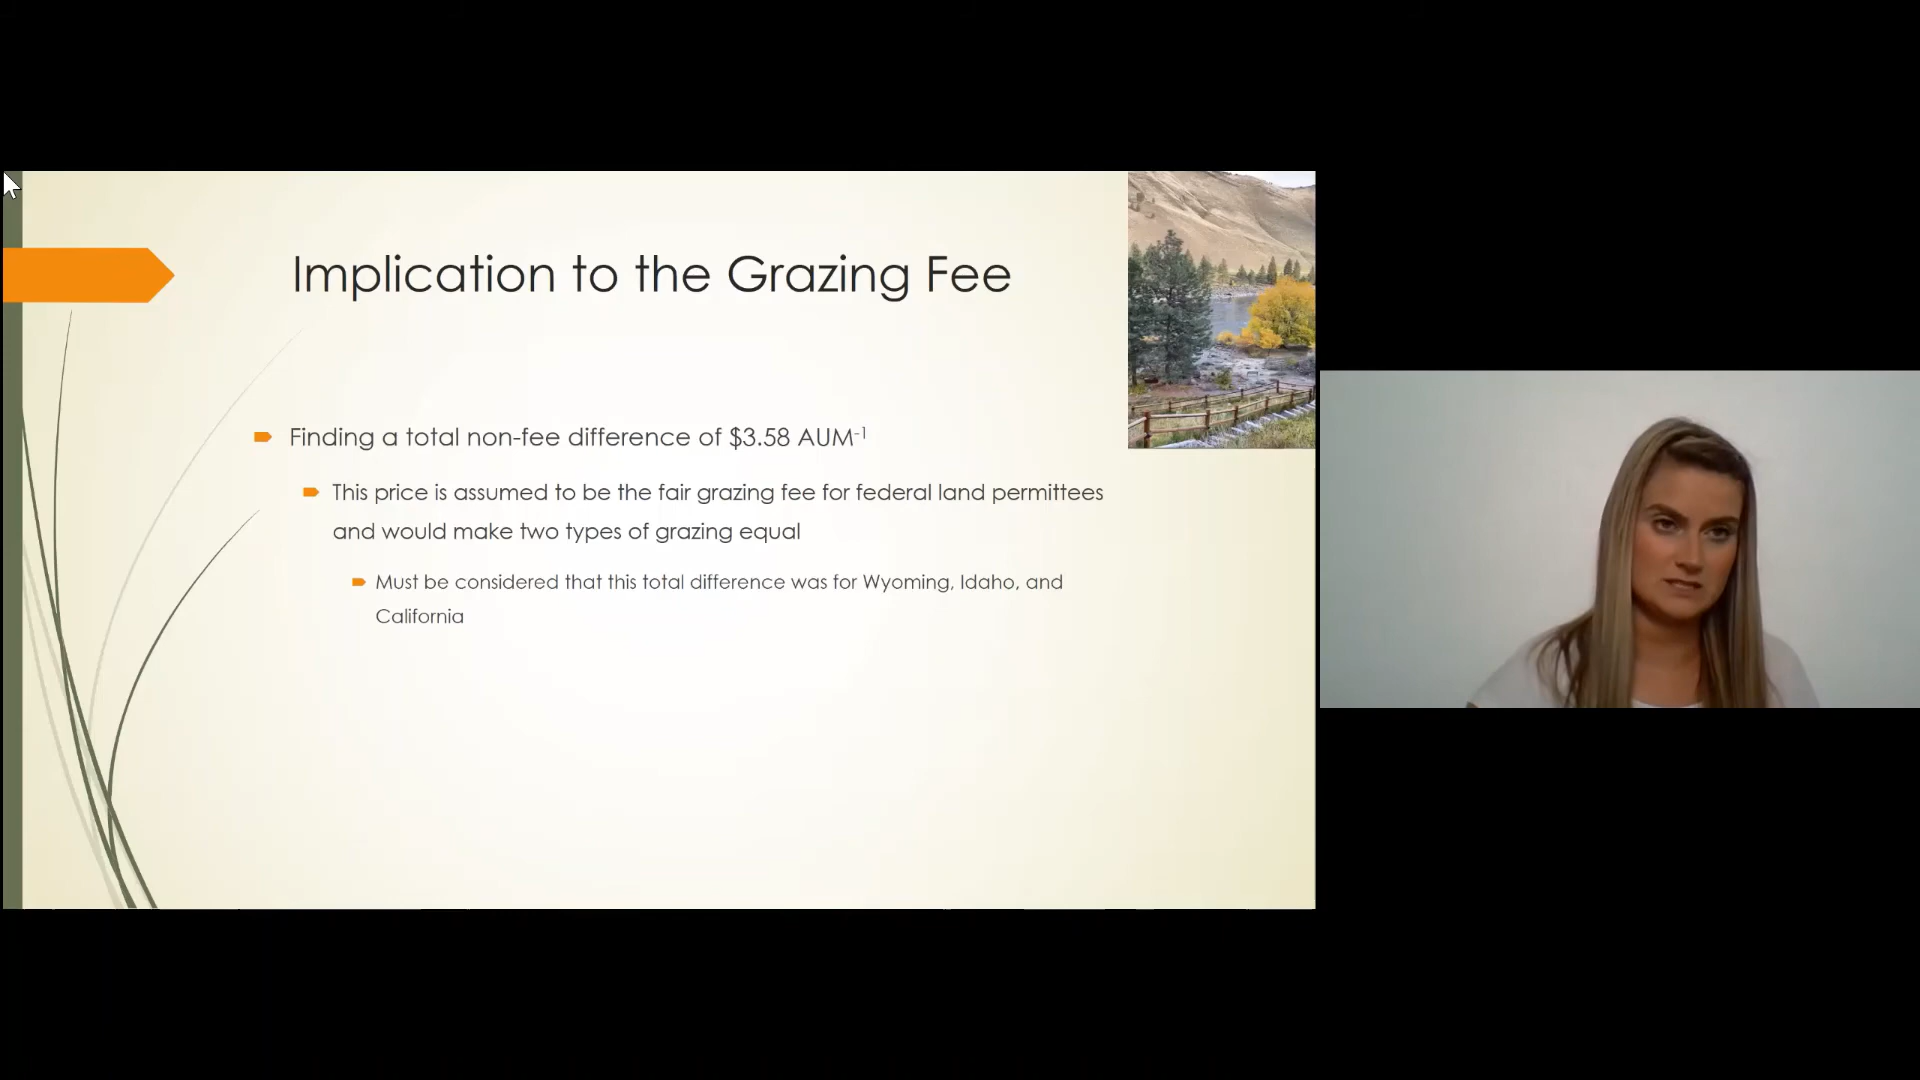 Implication to the Grazing Fee
Finding a total non-fee difference of $3.58 AUM⁻¹
This price is assumed to be the fair grazing fee for federal land permittees
and would make two types of grazing equal
Must be considered that this total difference was for Wyoming, Idaho, and
California